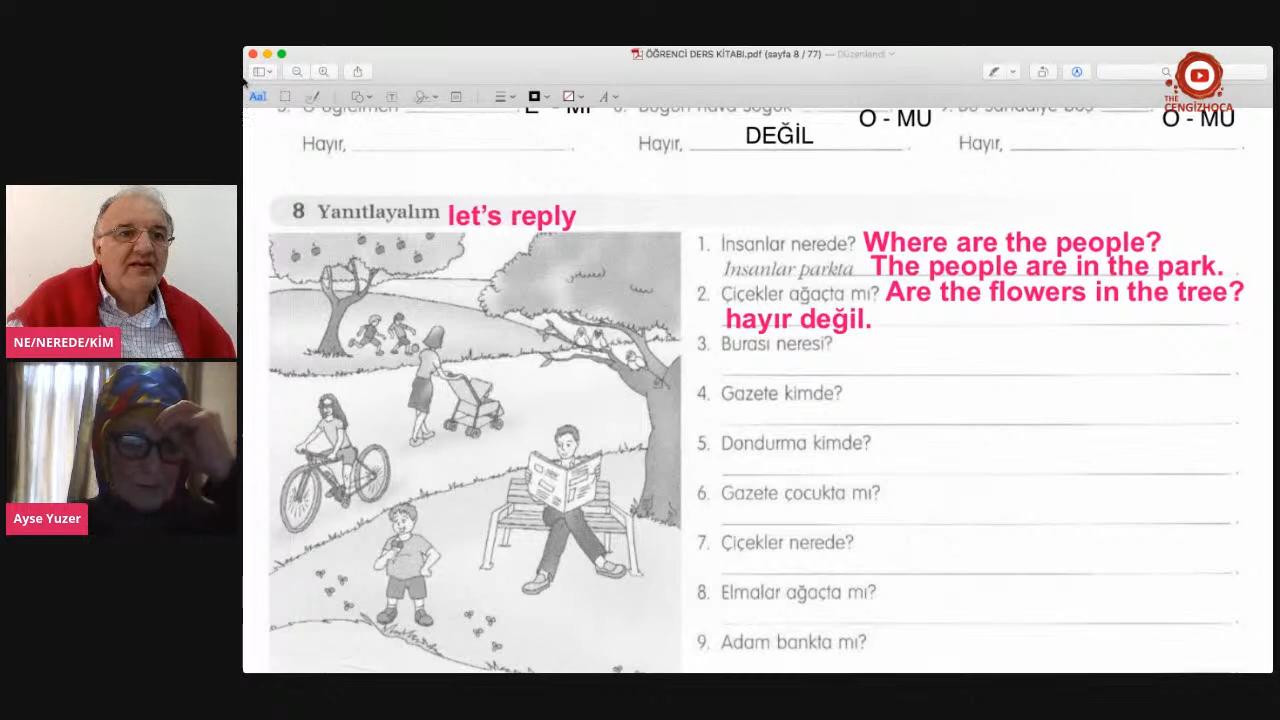 ÖĞRENCİ DERS KİTABI.pdf (sayfa 8 / 77) — Düzenlendi
THE CENGİZHOCA
O - MU
O - MU
DEĞİL
Hayır,
Hayır,
Hayır,
8 Yanıtlayalım let's reply
1. İnsanlar nerede? Where are the people?
İnsanlar parkta The people are in the park.
2. Çiçekler ağaçta mı? Are the flowers in the tree?
hayır değil.
3. Burası neresi?
4. Gazete kimde?
5. Dondurma kimde?
6. Gazete çocukta mı?
7. Çiçekler nerede?
8. Elmalar ağaçta mı?
9. Adam bankta mı?
NE/NEREDE/KİM
Ayse Yuzer